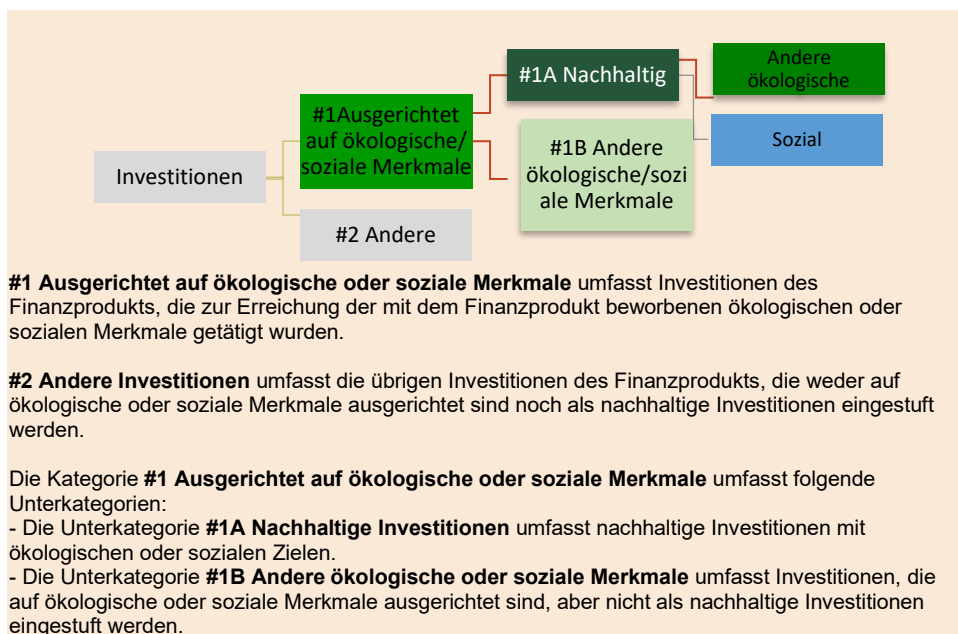 Investitionen
#1Ausgerichtet
auf ökologische/
soziale Merkmale
#2 Andere
#1A Nachhaltig
#1B Andere
ökologische/sozi
ale Merkmale
Andere
ökologische
Sozial
#1 Ausgerichtet auf ökologische oder soziale Merkmale umfasst Investitionen des
Finanzprodukts, die zur Erreichung der mit dem Finanzprodukt beworbenen ökologischen oder
sozialen Merkmale getätigt wurden.
#2 Andere Investitionen umfasst die übrigen Investitionen des Finanzprodukts, die weder auf
ökologische oder soziale Merkmale ausgerichtet sind noch als nachhaltige Investitionen eingestuft
werden.
Die Kategorie #1 Ausgerichtet auf ökologische oder soziale Merkmale umfasst folgende
Unterkategorien:
- Die Unterkategorie #1A Nachhaltige Investitionen umfasst nachhaltige Investitionen mit
ökologischen oder sozialen Zielen.
- Die Unterkategorie #1B Andere ökologische oder soziale Merkmale umfasst Investitionen, die
auf ökologische oder soziale Merkmale ausgerichtet sind, aber nicht als nachhaltige Investitionen
eingestuft werden.